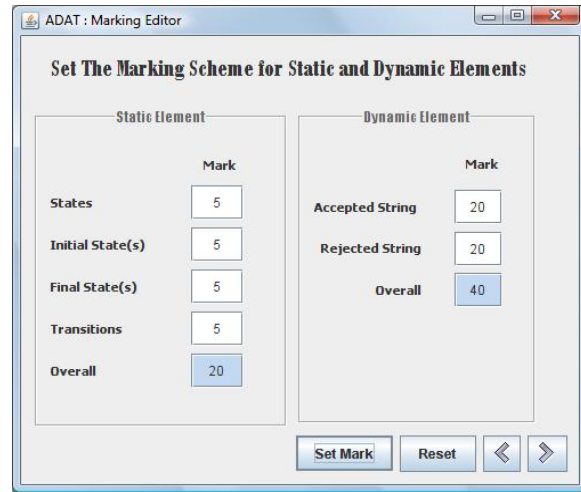 ADAT : Marking Editor
Set The Marking Scheme for Static and Dynamic Elements
Static Element
Mark
States 5
Initial State(s) 5
Final State(s) 5
Transitions 5
Overall 20
Dynamic Element
Mark
Accepted String 20
Rejected String 20
Overall 40
Set Mark Reset